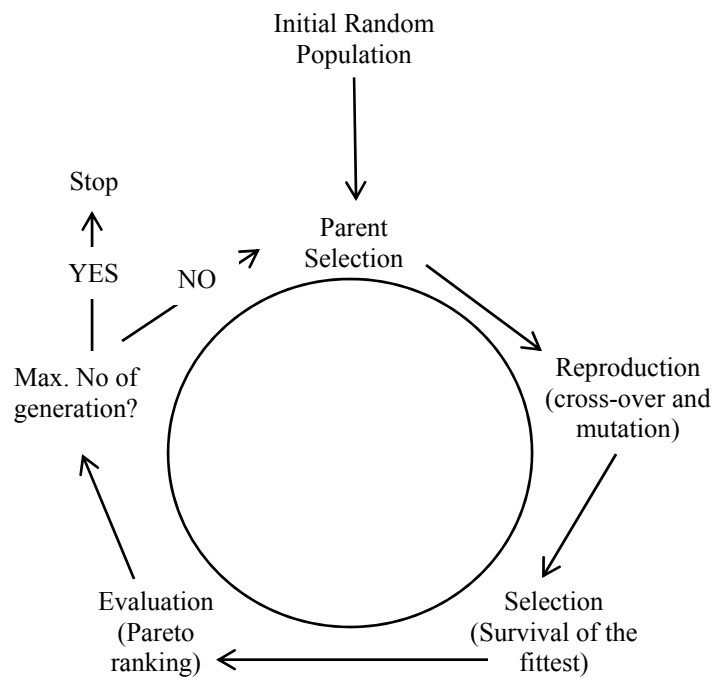 Initial Random
Population
Parent
Selection
Reproduction
(cross-over and
mutation)
Selection
(Survival of the
fittest)
Evaluation
(Pareto
ranking)
Max. No of
generation?
NO
YES
Stop